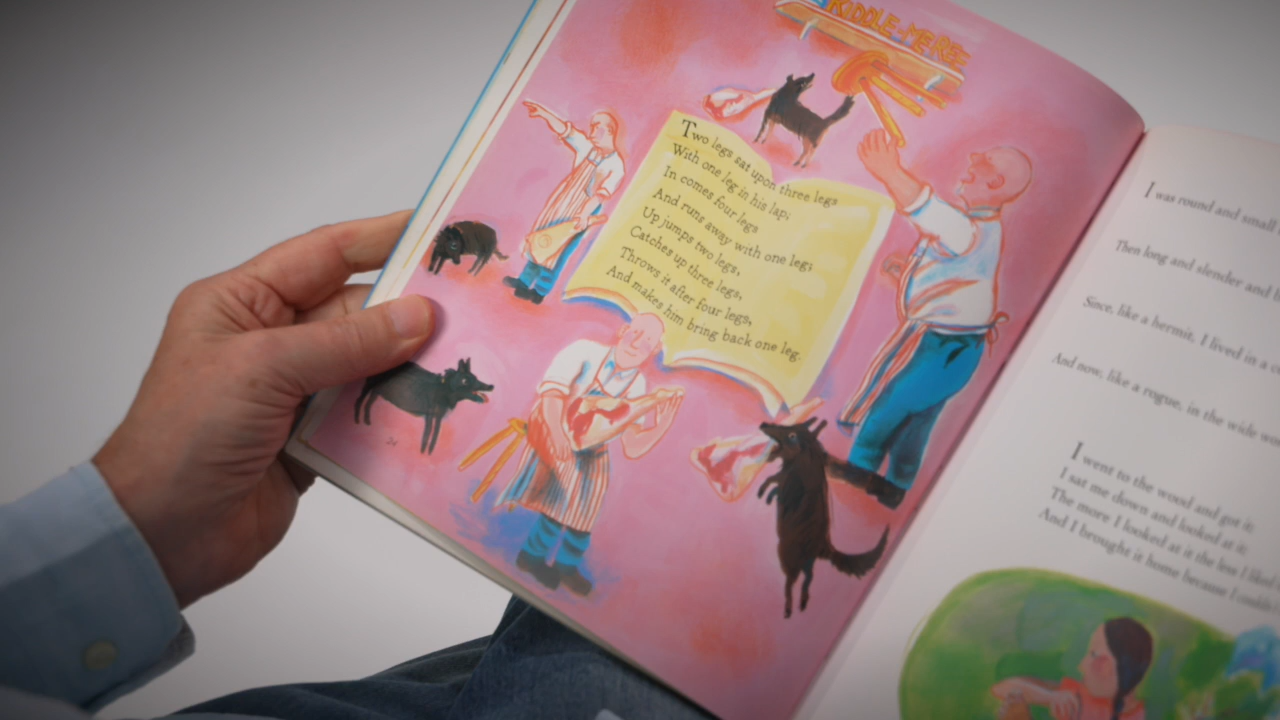 RIDDLE-ME REE
Two legs sat upon three legs
With one leg in his lap;
In comes four legs
And runs away with one leg;
Up jumps two legs,
Catches up three legs,
Throws it after four legs,
And makes him bring back one leg.
24
I was round and small
Then long and slender and
Since, like a hermit, I lived in a
And now, like a rogue, in the wide
I went to the wood and got it;
I sat me down and looked at it;
The more I looked at it the less I liked
And I brought it home because I